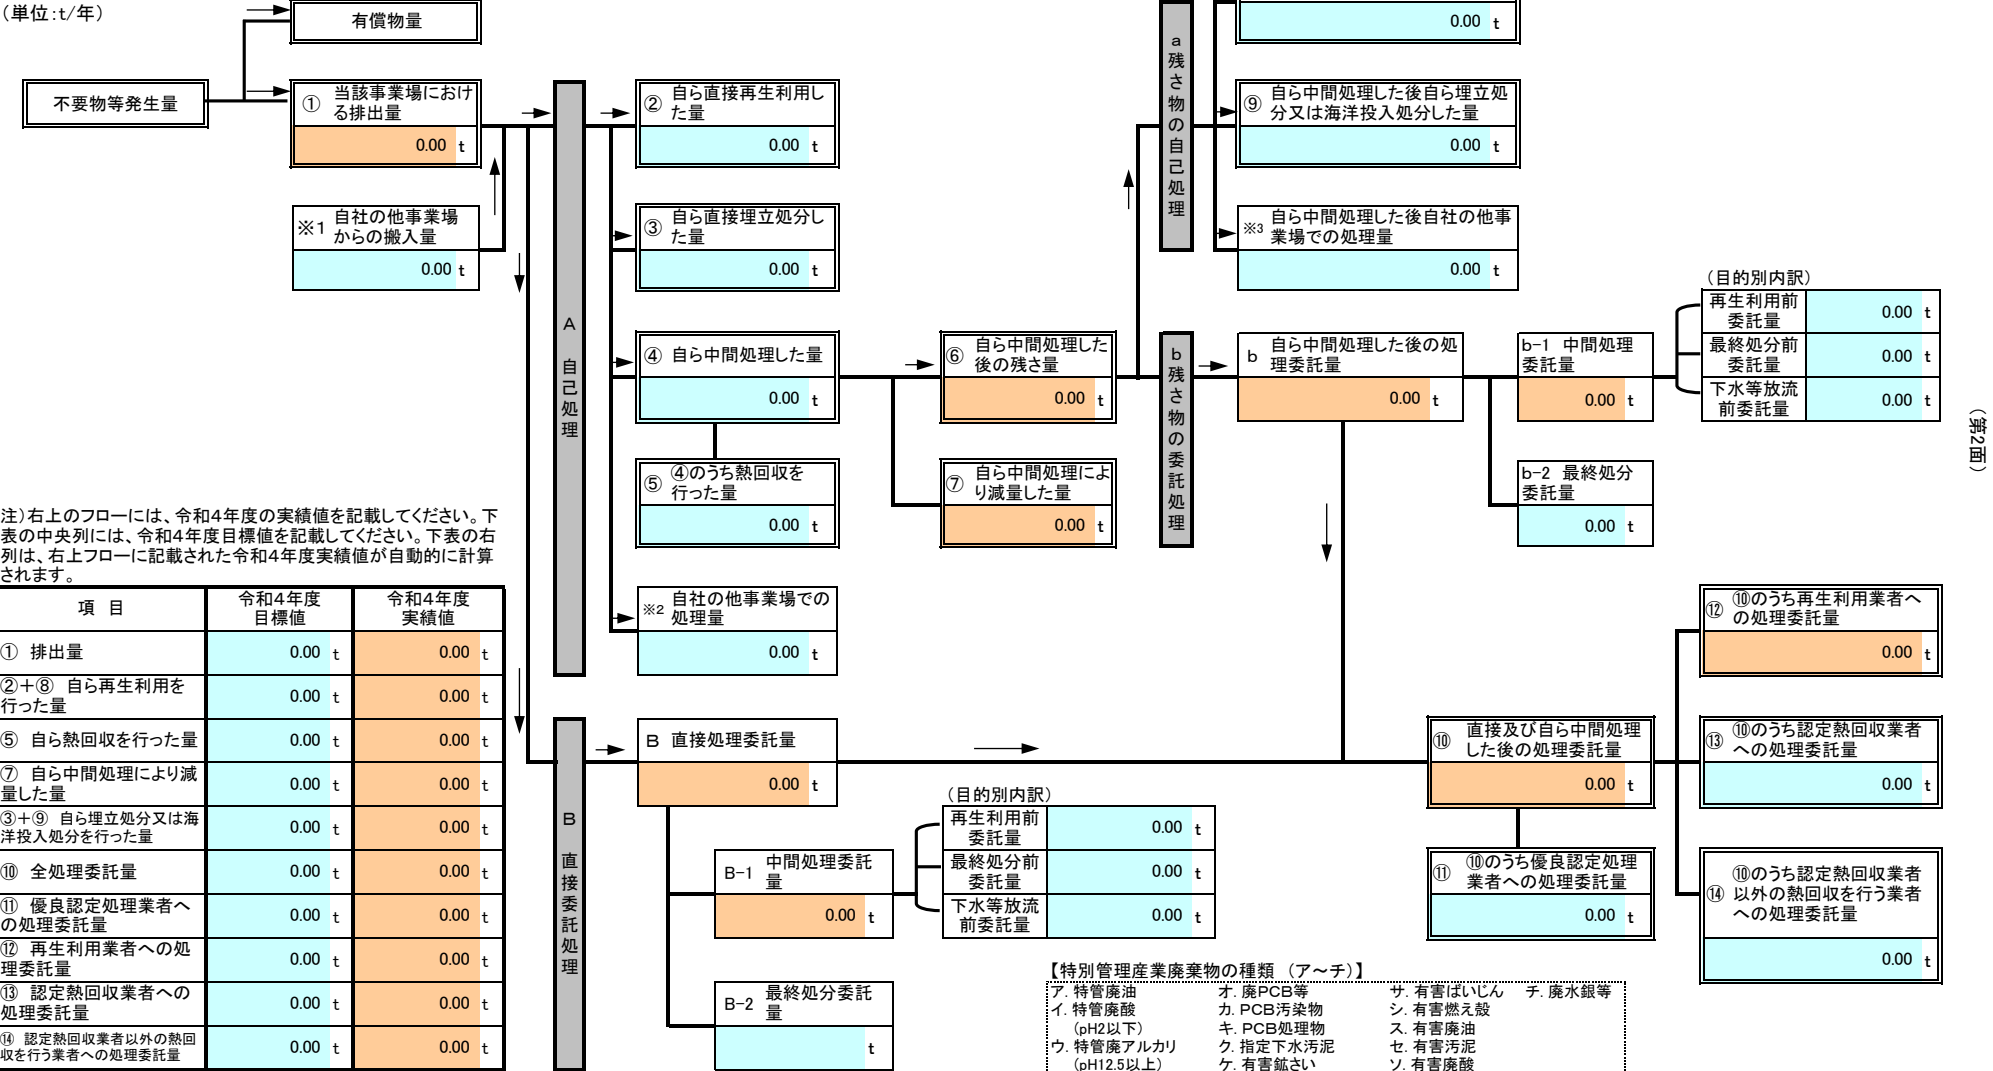 （単位：t/年）
有償物量
不要物等発生量
① 当該事業場におけ
る排出量
0.00 t
※1 自社の他事業場
からの搬入量
0.00 t
A 自己処理
② 自ら直接再生利用し
た量
0.00 t
③ 自ら直接埋立処分し
た量
0.00 t
④ 自ら中間処理した量
0.00 t
⑤ ④のうち熱回収を
行った量
0.00 t
※2 自社の他事業場での
処理量
0.00 t
⑥ 自ら中間処理した
後の残さ量
0.00 t
⑦ 自ら中間処理によ
り減量した量
0.00 t
a 残さ物の自己処理
0.00 t
⑨ 自ら中間処理した後自ら埋立処
分又は海洋投入処分した量
0.00 t
※3 自ら中間処理した後自社の他事
業場での処理量
0.00 t
b 残さ物の委託処理
b 自ら中間処理した後の処
理委託量
0.00 t
b-1 中間処理
委託量
0.00 t
b-2 最終処分
委託量
0.00 t
（目的別内訳）
再生利用前
委託量
0.00 t
最終処分前
委託量
0.00 t
下水等放流
前委託量
0.00 t
（第2面）
注）右上のフローには、令和4年度の実績値を記載してください。下
表の中央列には、令和4年度目標値を記載してください。下表の右
列は、右上フローに記載された令和4年度実績値が自動的に計算
されます。
項 目
令和4年度
目標値
令和4年度
実績値
① 排出量
0.00 t 0.00 t
②＋⑧ 自ら再生利用を
行った量
0.00 t 0.00 t
⑤ 自ら熱回収を行った量
0.00 t 0.00 t
⑦ 自ら中間処理により減
量した量
0.00 t 0.00 t
③＋⑨ 自ら埋立処分又は海
洋投入処分を行った量
0.00 t 0.00 t
⑩ 全処理委託量
0.00 t 0.00 t
⑪ 優良認定処理業者へ
の処理委託量
0.00 t 0.00 t
⑫ 再生利用業者への処
理委託量
0.00 t 0.00 t
⑬ 認定熱回収業者への
処理委託量
0.00 t 0.00 t
⑭ 認定熱回収業者以外の熱回
収を行う業者への処理委託量
0.00 t 0.00 t
B 直接委託処理
B 直接処理委託量
0.00 t
B-1 中間処理委託
量
0.00 t
B-2 最終処分委託
量
t
（目的別内訳）
再生利用前
委託量
0.00 t
最終処分前
委託量
0.00 t
下水等放流
前委託量
0.00 t
⑩ 直接及び自ら中間処理
した後の処理委託量
0.00 t
⑪ ⑩のうち優良認定処理
業者への処理委託量
0.00 t
⑫ ⑩のうち再生利用業者へ
の処理委託量
0.00 t
⑬ ⑩のうち認定熱回収業者
への処理委託量
0.00 t
⑭ ⑩のうち認定熱回収業者
以外の熱回収を行う業者
への処理委託量
0.00 t
【特別管理産業廃棄物の種類 （ア～チ）】
ア．特管廃油 オ．廃PCB等 サ．有害ばいじん チ．廃水銀等
イ．特管廃酸 カ．PCB汚染物 シ．有害燃え殻
（pH2以下） キ．PCB処理物 ス．有害廃油
ウ．特管廃アルカリ ク．指定下水汚泥 セ．有害汚泥
（pH12.5以上） ケ．有害鉱さい ソ．有害廃酸